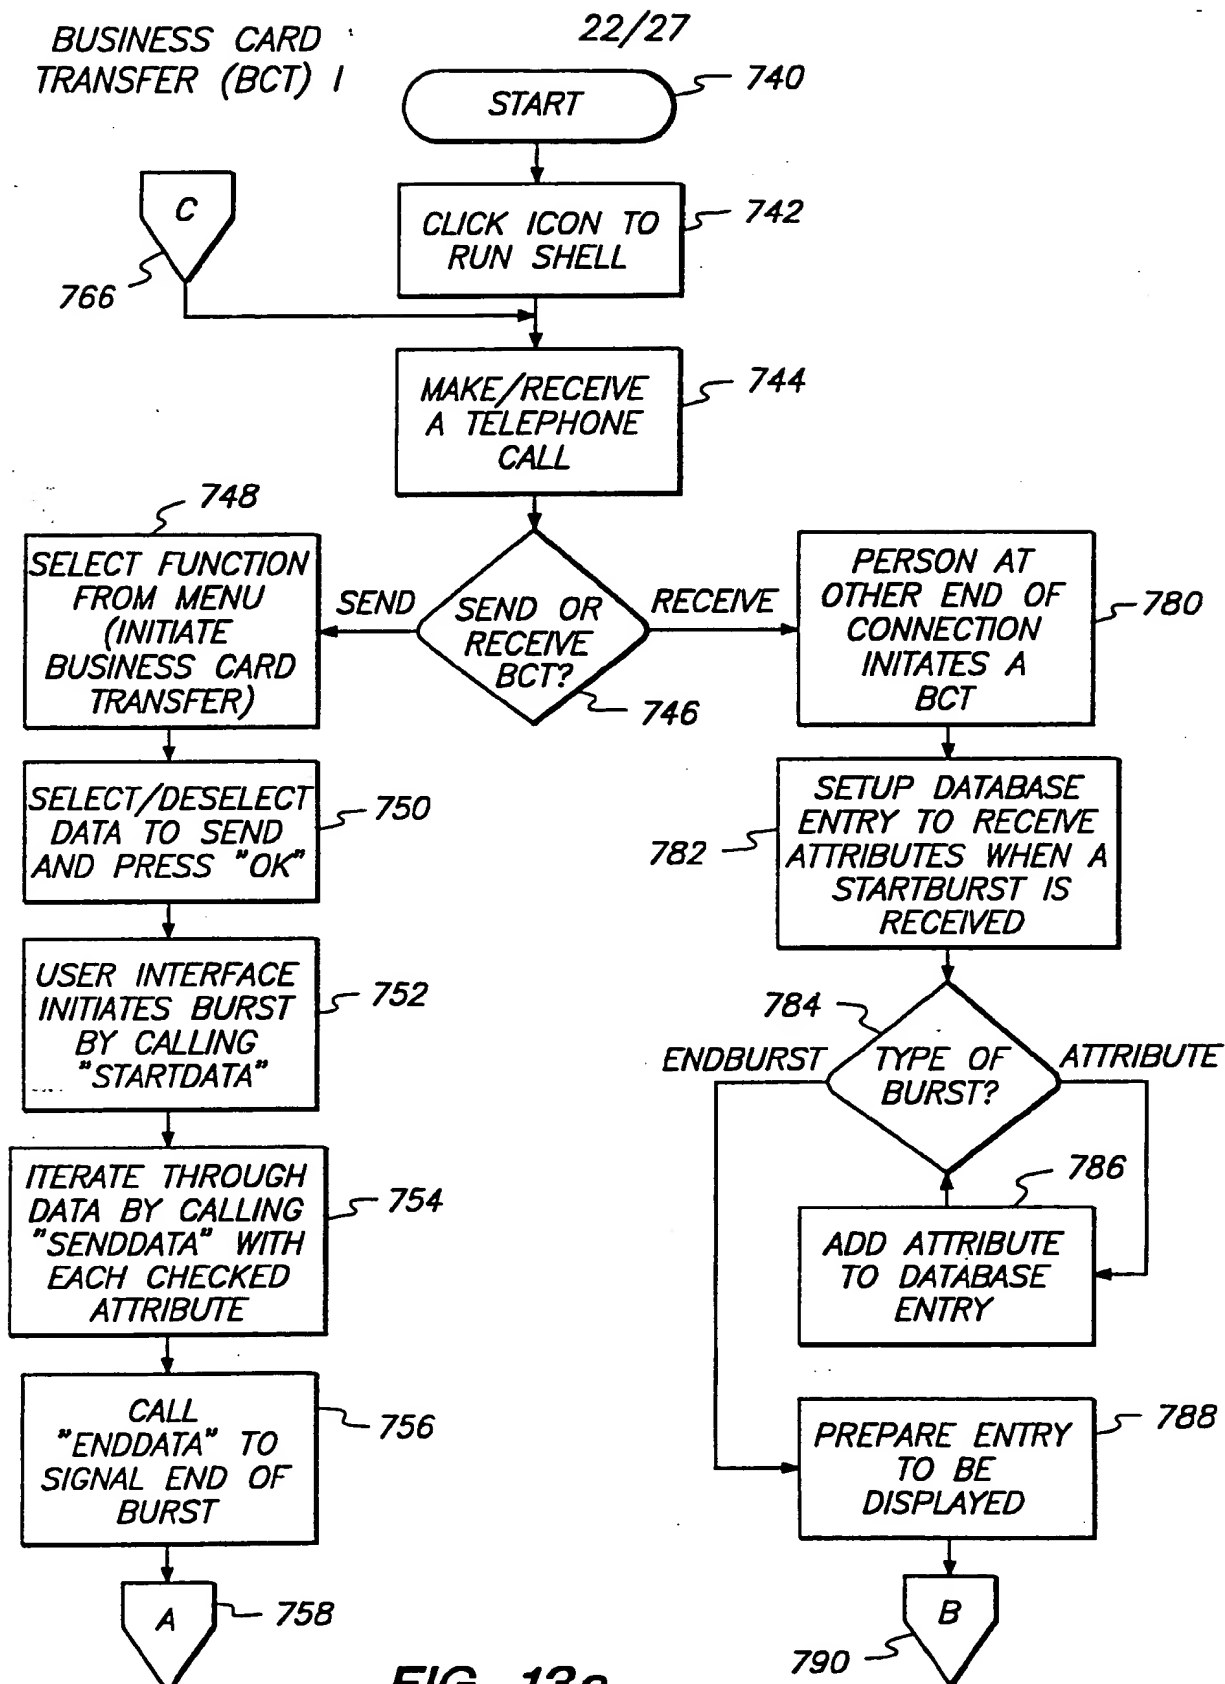 BUSINESS CARD
TRANSFER (BCT) I
22/27
START
740
C
766
CLICK ICON TO
RUN SHELL
742
MAKE/RECEIVE
A TELEPHONE
CALL
744
748
SELECT FUNCTION
FROM MENU
(INITIATE
BUSINESS CARD
TRANSFER)
SEND
SEND OR
RECEIVE
BCT?
746
RECEIVE
PERSON AT
OTHER END OF
CONNECTION
INITATES A
BCT
780
SELECT/DESELECT
DATA TO SEND
AND PRESS "OK"
750
782
SETUP DATABASE
ENTRY TO RECEIVE
ATTRIBUTES WHEN A
STARTBURST IS
RECEIVED
USER INTERFACE
INITIATES BURST
BY CALLING
"STARTDATA"
752
784
ENDBURST
TYPE OF
BURST?
ATTRIBUTE
ITERATE THROUGH
DATA BY CALLING
"SENDDATA" WITH
EACH CHECKED
ATTRIBUTE
754
786
ADD ATTRIBUTE
TO DATABASE
ENTRY
CALL
"ENDDATA" TO
SIGNAL END OF
BURST
756
PREPARE ENTRY
TO BE
DISPLAYED
788
A
758
B
790
FIG. 13a